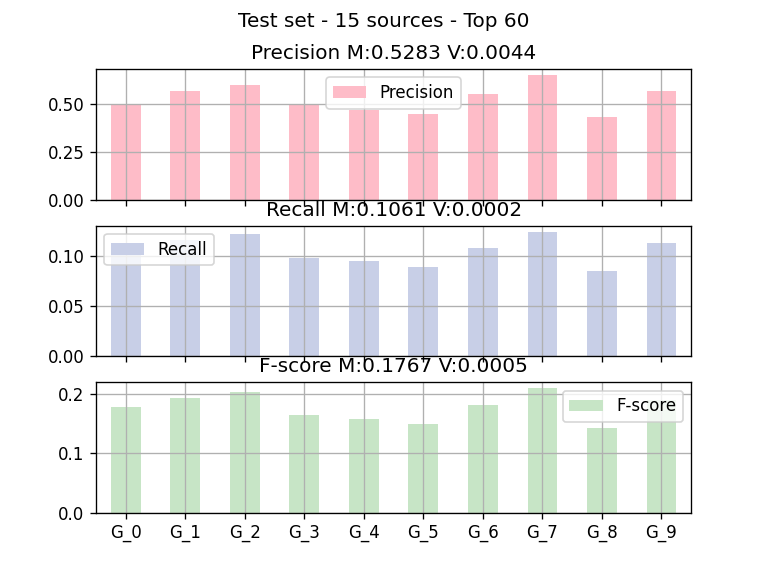 Test set - 15 sources - Top 60
Precision M:0.5283 V:0.0044
0.50
0.25
0.00
Precision
Recall M:0.1061 V:0.0002
0.10
0.05
0.00
Recall
F-score M:0.1767 V:0.0005
0.2
0.1
0.0
F-score
G_0 G_1 G_2 G_3 G_4 G_5 G_6 G_7 G_8 G_9